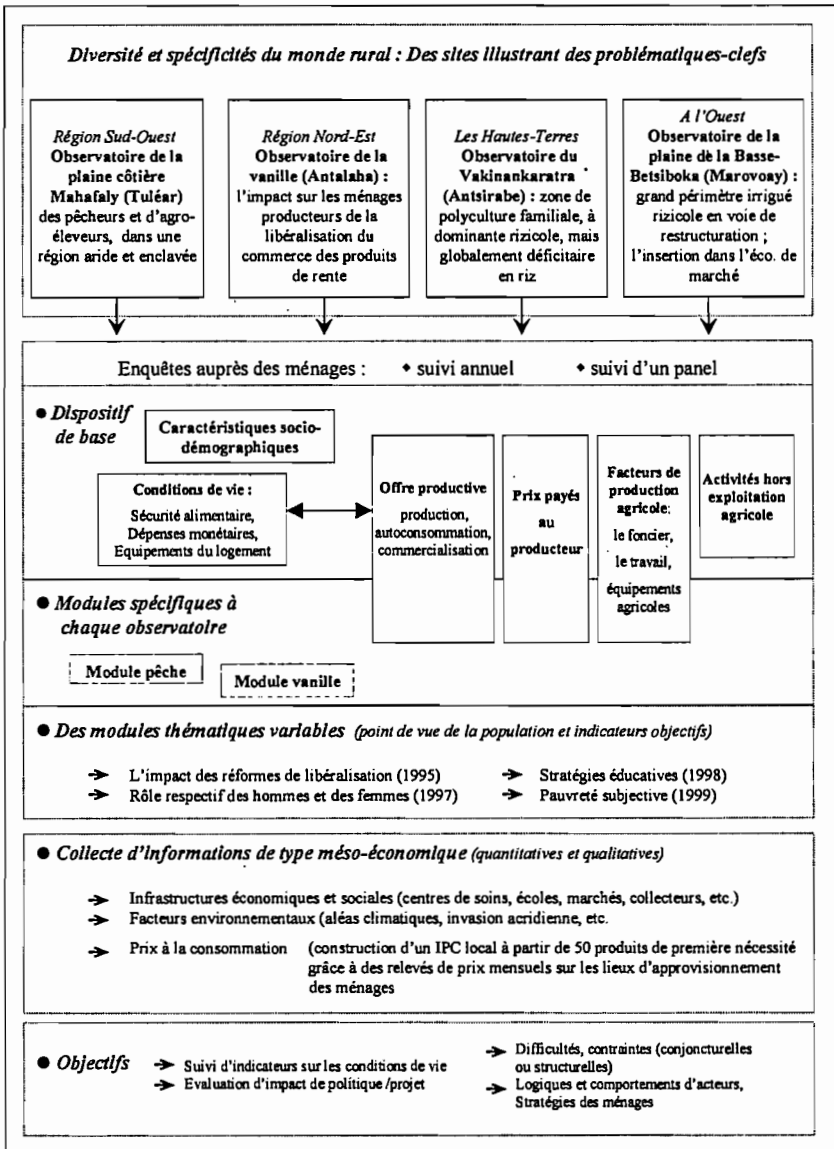 Diversité et spécificités du monde rural : Des sites illustrant des problématiques-clefs
Région Sud-Ouest
Observatoire de la
plaine côtière
Mahafaly (Tuléar)
des pêcheurs et d'agro-
éleveurs, dans une
région aride et enclavée
Région Nord-Est
Observatoire de la
vanille (Antalaha) :
l'impact sur les ménages
producteurs de la
libéralisation du
commerce des produits
de rente
Les Hautes-Terres
Observatoire du
Vakinankaratra
(Antsirabe) : zone de
polyculture familiale, à
dominante rizicole, mais
globalement déficitaire
en riz
A l'Ouest
Observatoire de la
plaine dè la Basse-
Betsiboka (Marovoay) :
grand périmètre irrigué
rizicole en voie de
restructuration ;
l'insertion dans l'éco. de
marché
Enquêtes auprès des ménages : ♦ suivi annuel ♦ suivi d'un panel
● Dispositif
de base
Caractéristiques socio-
démographiques
Conditions de vie :
Sécurité alimentaire,
Dépenses monétaires,
Equipements du logement
Offre productive
production,
autoconsommation,
commercialisation
Prix payés
au
producteur
Facteurs de
production
agricole:
le foncier,
le travail,
équipements
agricoles
Activités hors
exploitation
agricole
● Modules spécifiques à
chaque observatoire
Module pêche
Module vanille
● Des modules thématiques variables (point de vue de la population et indicateurs objectifs)
➔ L'impact des réformes de libéralisation (1995)
➔ Rôle respectif des hommes et des femmes (1997)
➔ Stratégies éducatives (1998)
➔ Pauvreté subjective (1999)
● Collecte d'informations de type méso-économique (quantitatives et qualitatives)
➔ Infrastructures économiques et sociales (centres de soins, écoles, marchés, collecteurs, etc.)
➔ Facteurs environnementaux (aléas climatiques, invasion acridienne, etc.
➔ Prix à la consommation (construction d'un IPC local à partir de 50 produits de première nécessité
grâce à des relevés de prix mensuels sur les lieux d'approvisionnement
des ménages
● Objectifs
➔ Suivi d'indicateurs sur les conditions de vie
➔ Evaluation d'impact de politique /projet
➔ Difficultés, contraintes (conjoncturelles
ou structurelles)
➔ Logiques et comportements d'acteurs,
Stratégies des ménages